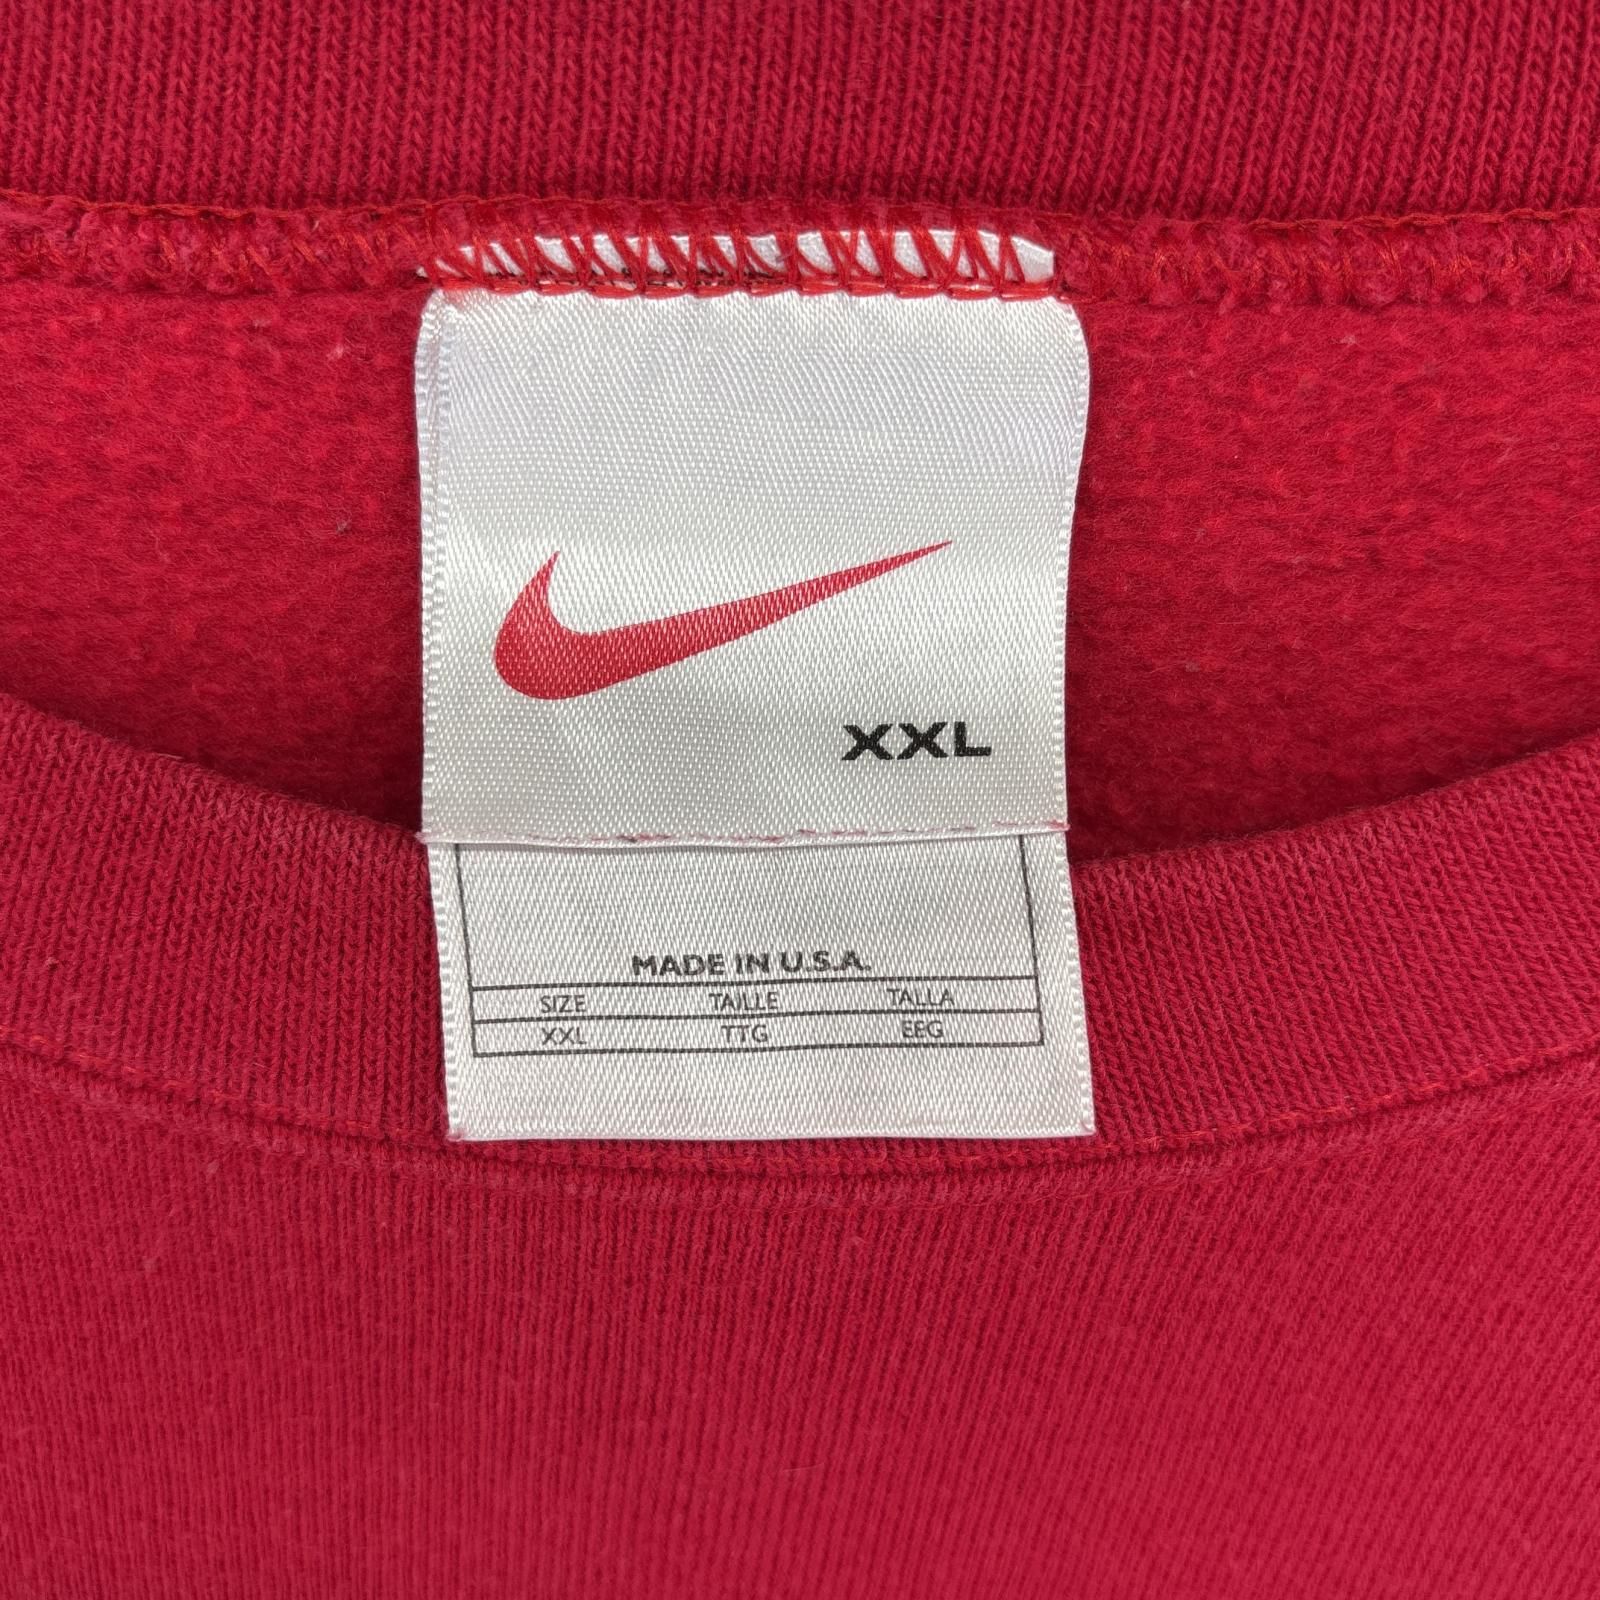 XXL
MADE IN U.S.A.
SIZE TAILLE TALLA
XXL TTG EEG